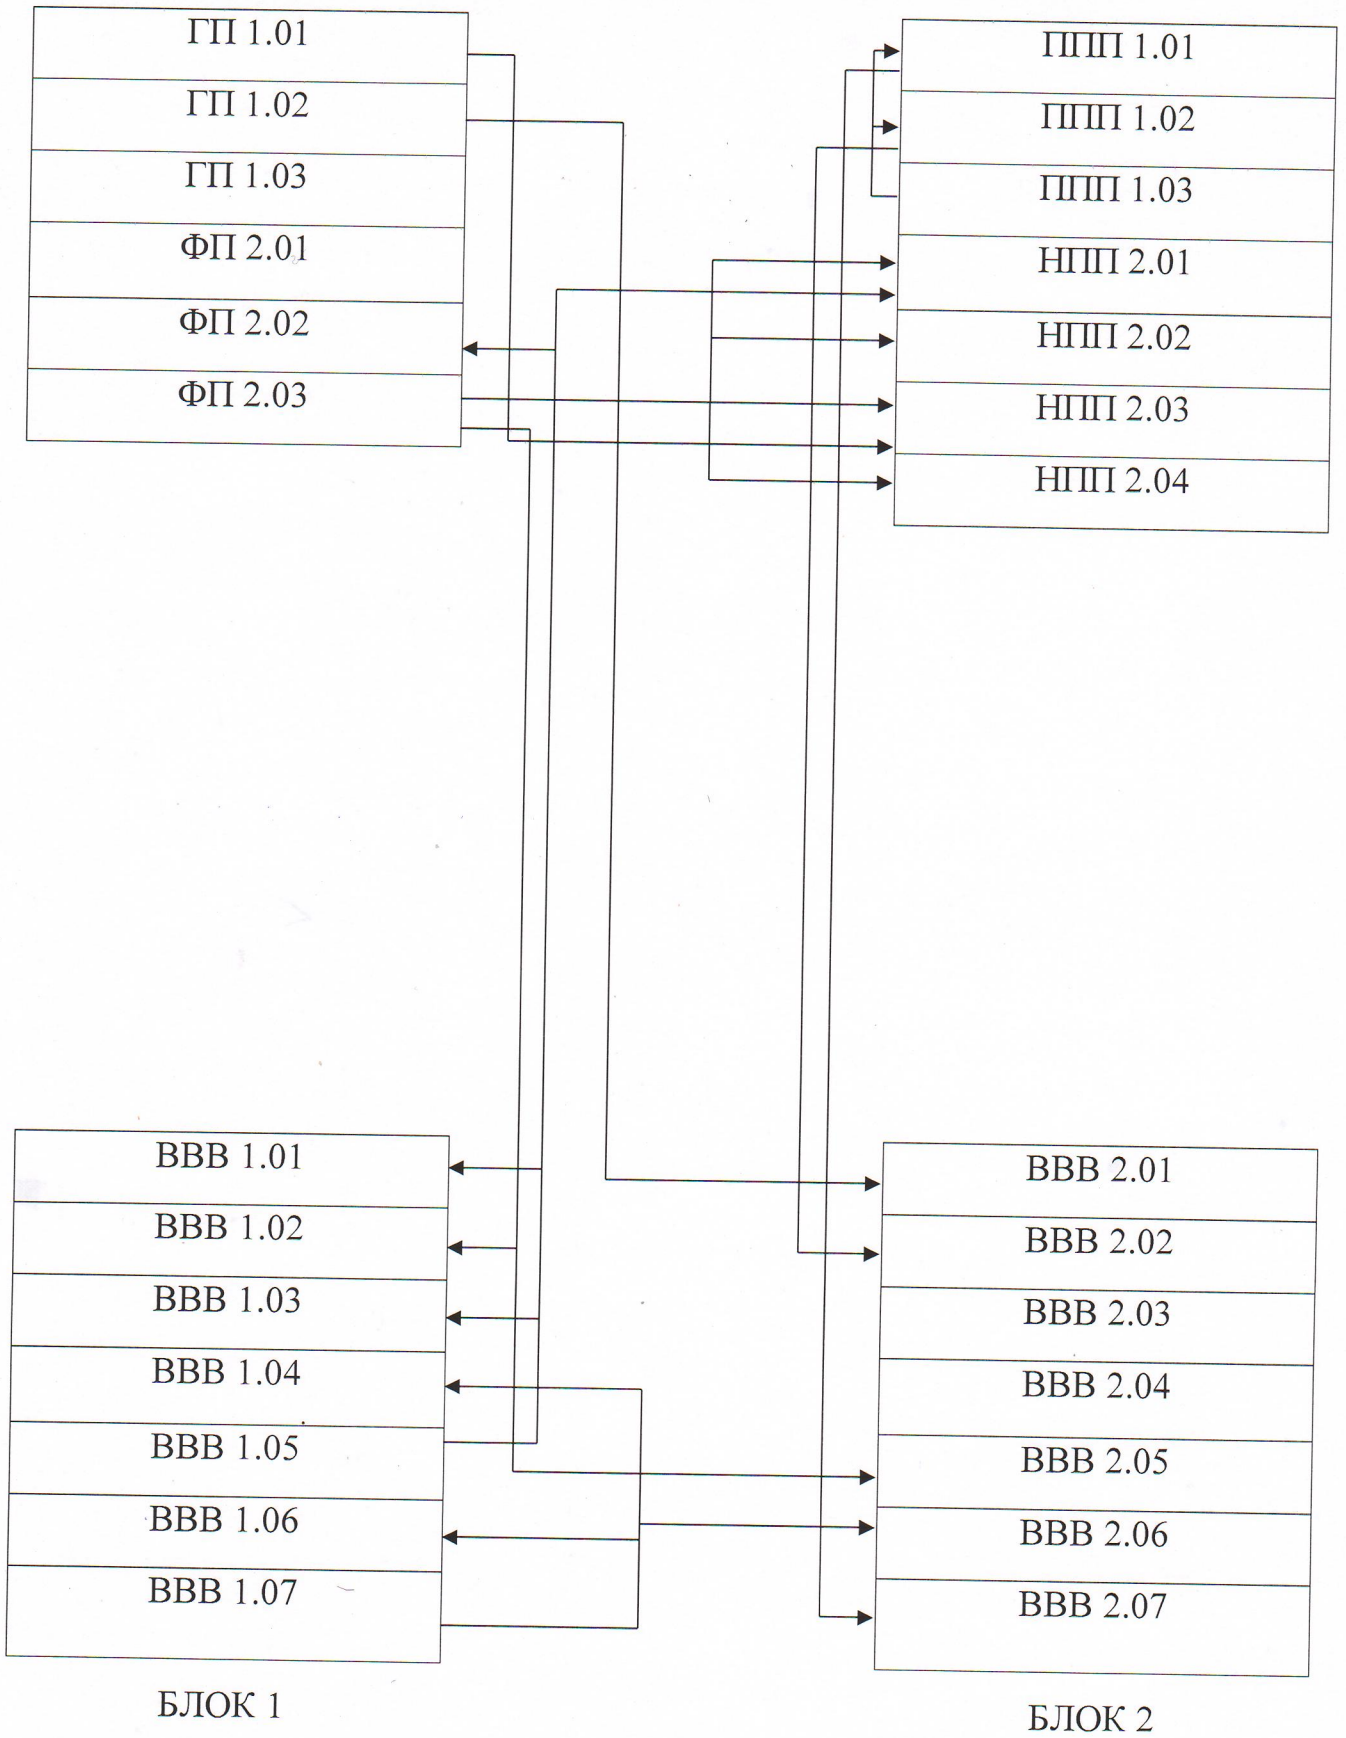 ГП 1.01
ГП 1.02
ГП 1.03
ФП 2.01
ФП 2.02
ФП 2.03
ППП 1.01
ППП 1.02
ППП 1.03
НПП 2.01
НПП 2.02
НПП 2.03
НПП 2.04
ВВВ 1.01
ВВВ 1.02
ВВВ 1.03
ВВВ 1.04
ВВВ 1.05
ВВВ 1.06
ВВВ 1.07
БЛОК 1
ВВВ 2.01
ВВВ 2.02
ВВВ 2.03
ВВВ 2.04
ВВВ 2.05
ВВВ 2.06
ВВВ 2.07
БЛОК 2